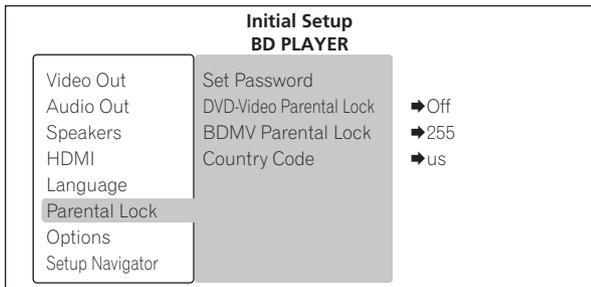 Initial Setup
BD PLAYER
Video Out
Audio Out
Speakers
HDMI
Language
Parental Lock
Options
Setup Navigator
Set Password
DVD-Video Parental Lock ➡Off
BDMV Parental Lock ➡255
Country Code ➡us